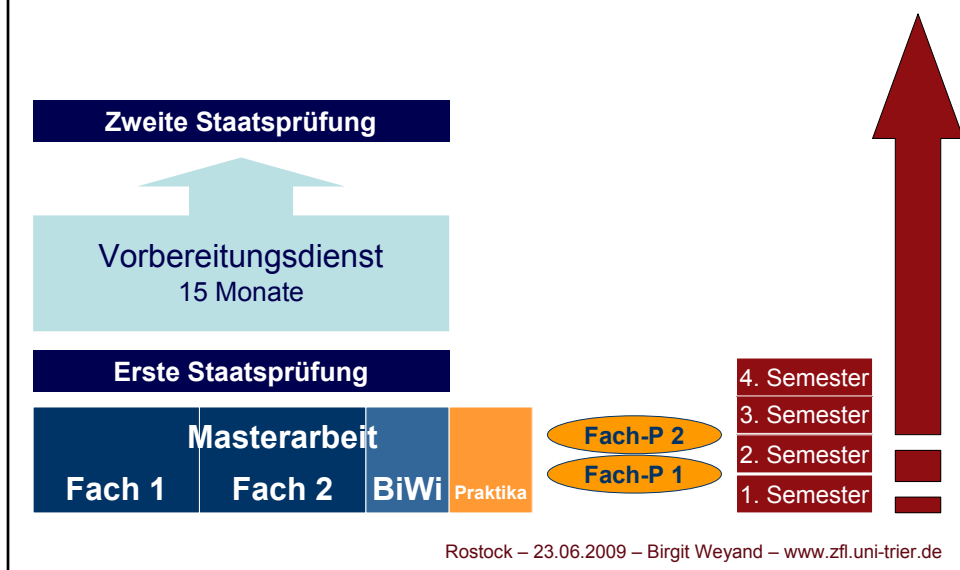 Zweite Staatsprüfung
Vorbereitungsdienst
15 Monate
Erste Staatsprüfung
Masterarbeit
Fach 1
Fach 2
BiWi
Praktika
Fach-P 2
Fach-P 1
4. Semester
3. Semester
2. Semester
1. Semester
Rostock – 23.06.2009 – Birgit Weyand – www.zfl.uni-trier.de